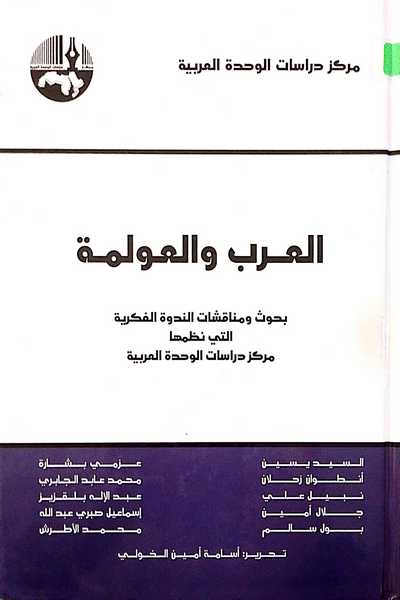 مركز دراسات الوحدة العربية
العرب والعولمة
بحوث ومناقشات الندوة الفكرية
التي نظمها
مركز دراسات الوحدة العربية
السيد يسين
عزمي بشارة
أنطوان زحلان
محمد عابد الجابري
نبيل علي
عبد الإله بلقزيز
جلال أمين
إسماعيل صبري عبد الله
بول سالم
محمد الأطرش
تحرير: أسامة أمين الخولي